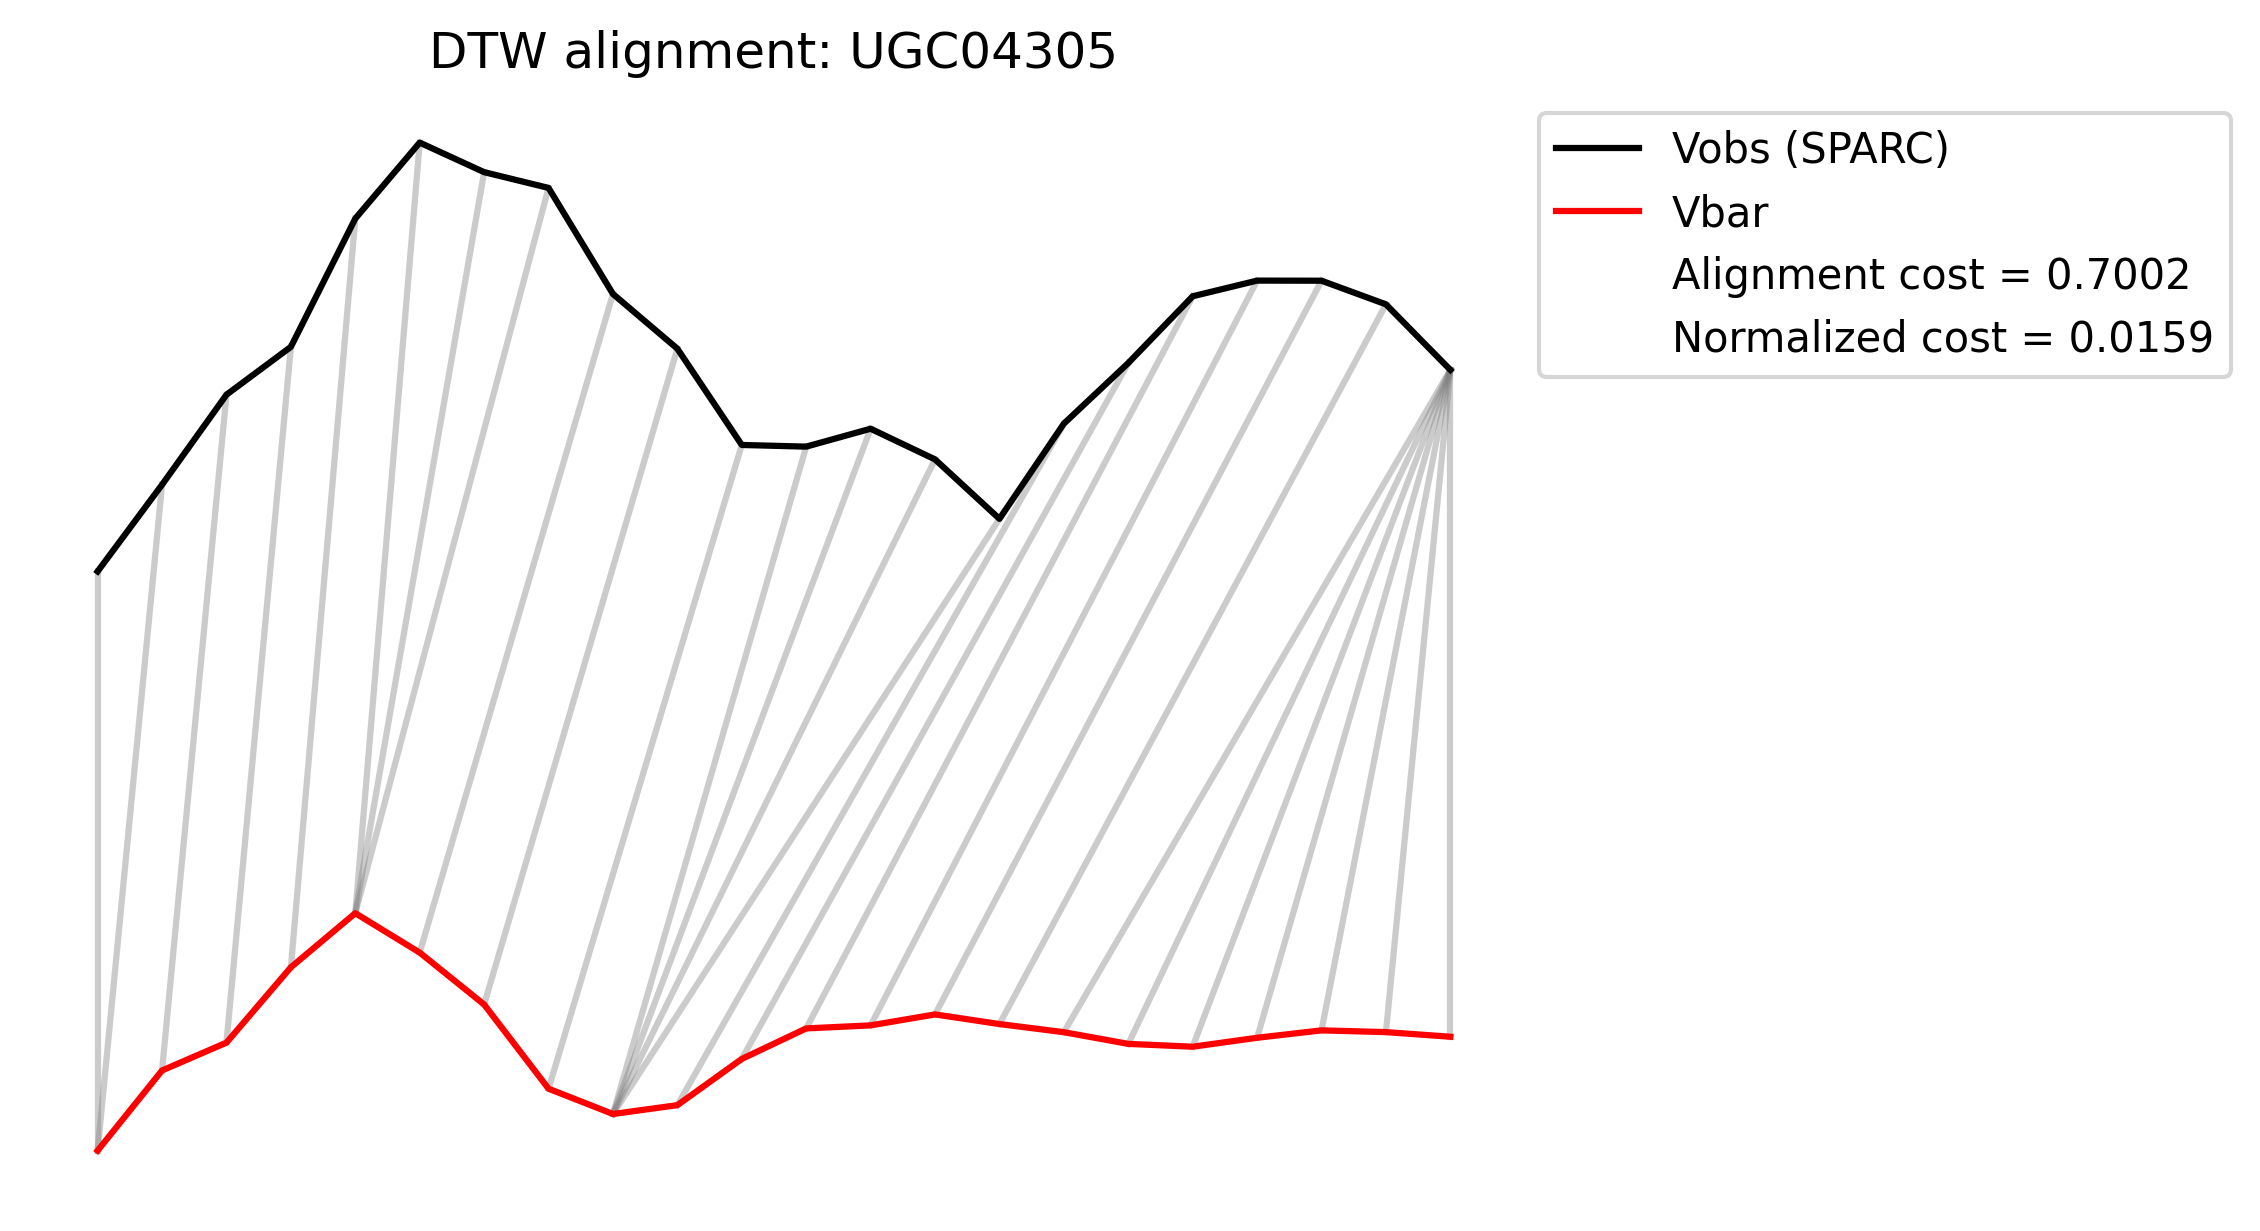 DTW alignment: UGC04305
Vobs (SPARC)
Vbar
Alignment cost = 0.7002
Normalized cost = 0.0159